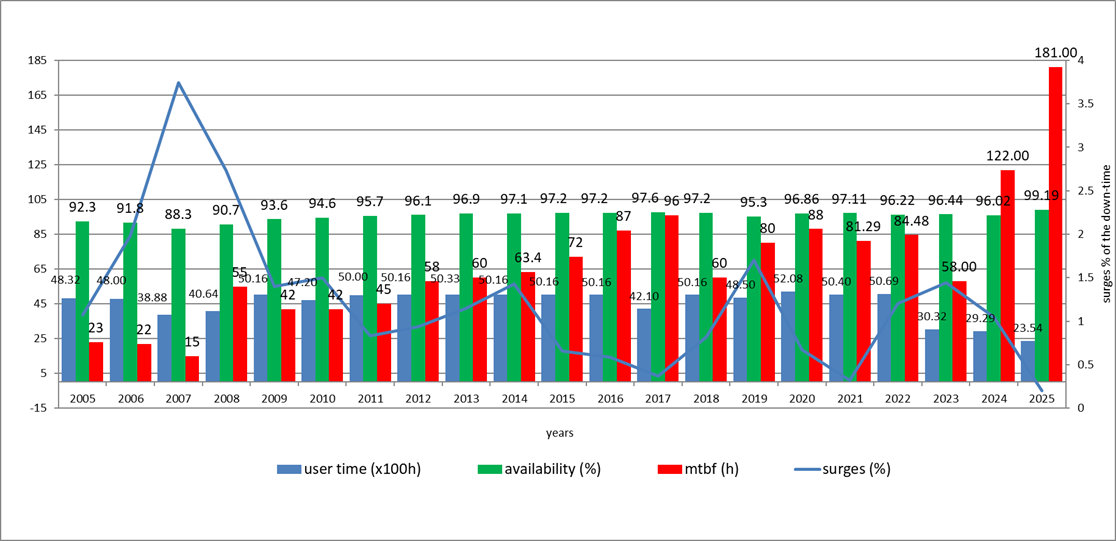 185
165
145
125
105
85
65
45
25
5
-15
4
3.5
3
2.5
2
1.5
1
0.5
0
surges % of the down-time
48.32 48.00 38.88 40.64 50.16 47.20 50.00 50.16 50.33 50.16 50.16 50.16 42.10 50.16 48.50 52.08 50.40 50.69 30.32 29.29 23.54
92.3 91.8 88.3 90.7 93.6 94.6 95.7 96.1 96.9 97.1 97.2 97.2 97.6 97.2 95.3 96.86 97.11 96.22 96.44 96.02 99.19
23 22 15 55 42 42 45 58 60 63.4 72 87 96 60 80 88 81.29 84.48 58.00 122.00 181.00
2005 2006 2007 2008 2009 2010 2011 2012 2013 2014 2015 2016 2017 2018 2019 2020 2021 2022 2023 2024 2025
years
user time (x100h) availability (%) mtbf (h) surges (%)